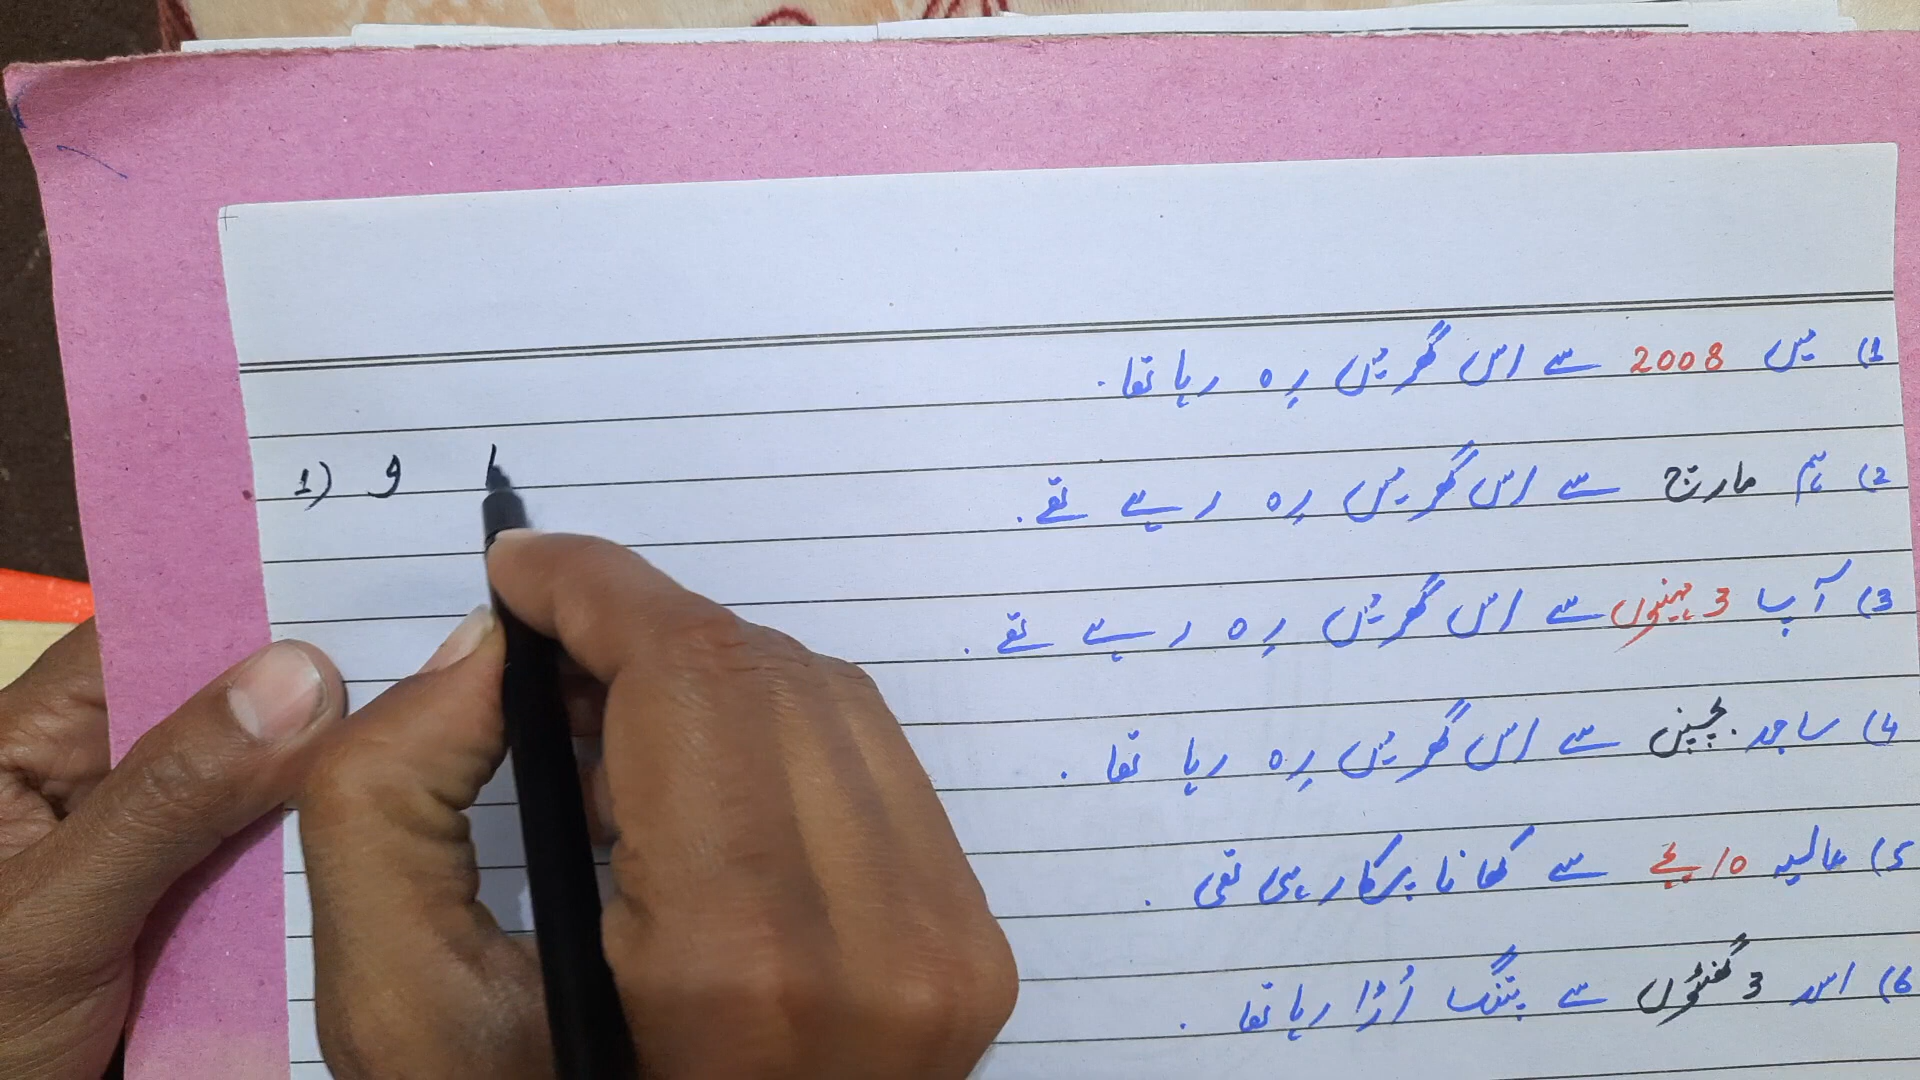 1) میں 2008 سے اس گھر میں رہ رہا تھا.
1) و
2) ہم مارچ سے اس گھر میں رہ رہے تھے.
3) آپ 3 مہینوں سے اس گھر میں رہ رہے تھے.
4) ساجد بچپن سے اس گھر میں رہ رہا تھا.
5) عالیہ 10 بجے سے کھانا پکا رہی تھی.
6) اسد 3 گھنٹوں سے پتنگ اُڑا رہا تھا.